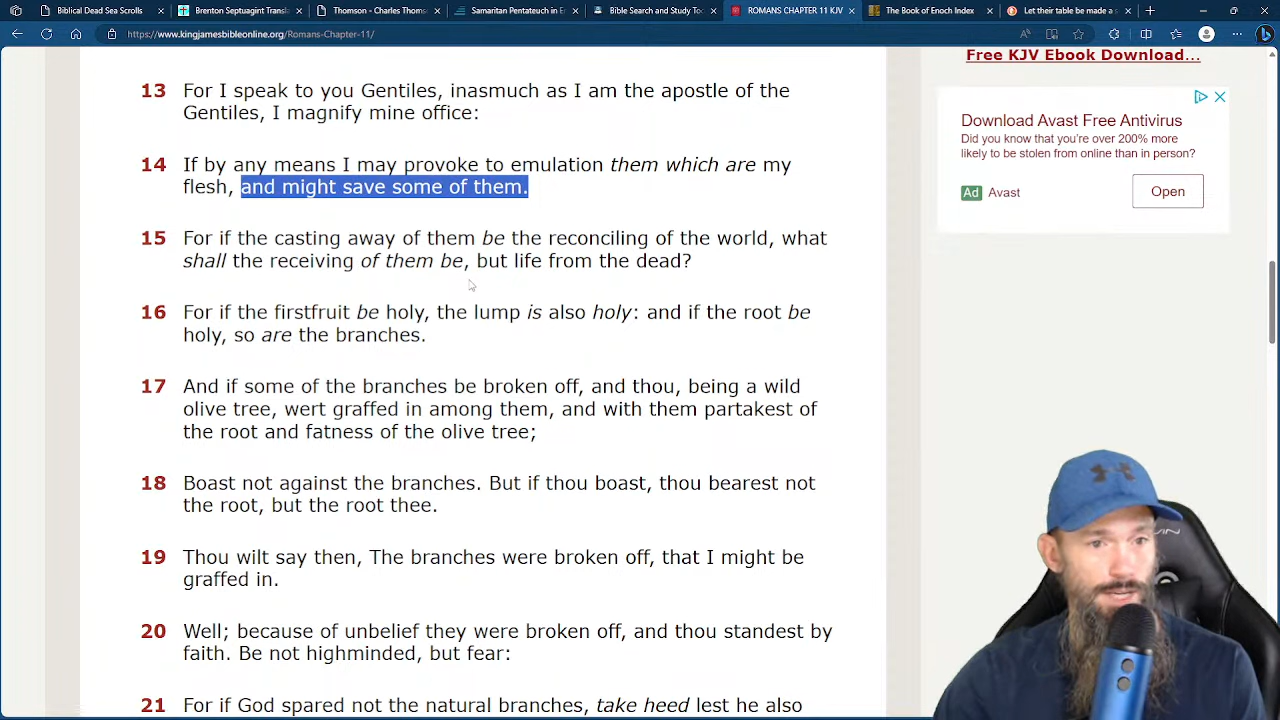 Biblical Dead Sea Scrolls
Brenton Septuagint Translat
Thomson - Charles Thoms
Samaritan Pentateuch in E
Bible Search and Study To
ROMANS CHAPTER 11 KJV
The Book of Enoch Index
Let their table be made a s
https://www.kingjamesbibleonline.org/Romans-Chapter-11/
Free KJV Ebook Download...
13 For I speak to you Gentiles, inasmuch as I am the apostle of the
Gentiles, I magnify mine office:
14 If by any means I may provoke to emulation them which are my
flesh, and might save some of them.
15 For if the casting away of them be the reconciling of the world, what
shall the receiving of them be, but life from the dead?
16 For if the firstfruit be holy, the lump is also holy: and if the root be
holy, so are the branches.
17 And if some of the branches be broken off, and thou, being a wild
olive tree, wert graffed in among them, and with them partakest of
the root and fatness of the olive tree;
18 Boast not against the branches. But if thou boast, thou bearest not
the root, but the root thee.
19 Thou wilt say then, The branches were broken off, that I might be
graffed in.
20 Well; because of unbelief they were broken off, and thou standest by
faith. Be not highminded, but fear:
21 For if God spared not the natural branches, take heed lest he also
Download Avast Free Antivirus
Did you know that you're over 200% more
likely to be stolen from online than in person?
Ad Avast
Open